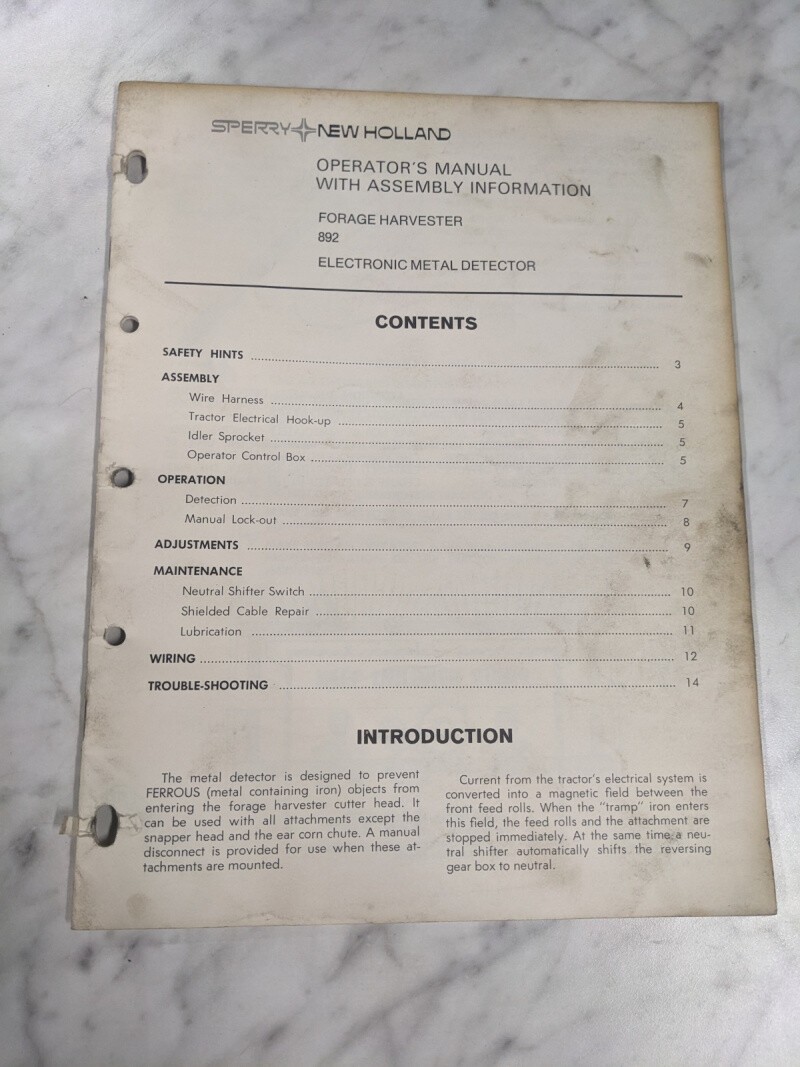 SPERRY NEW HOLLAND
OPERATOR'S MANUAL
WITH ASSEMBLY INFORMATION
FORAGE HARVESTER
892
ELECTRONIC METAL DETECTOR
CONTENTS
SAFETY HINTS ........ 3
ASSEMBLY
Wire Harness ........ 4
Tractor Electrical Hook-up ........ 5
Idler Sprocket ........ 5
Operator Control Box ........ 5
OPERATION
Detection ........ 7
Manual Lock-out ........ 8
ADJUSTMENTS ........ 9
MAINTENANCE
Neutral Shifter Switch ........ 10
Shielded Cable Repair ........ 10
Lubrication ........ 11
WIRING ........ 12
TROUBLE-SHOOTING ........ 14
INTRODUCTION
The metal detector is designed to prevent
FERROUS (metal containing iron) objects from
entering the forage harvester cutter head. It
can be used with all attachments except the
snapper head and the ear corn chute. A manual
disconnect is provided for use when these at-
tachments are mounted.
Current from the tractor's electrical system is
converted into a magnetic field between the
front feed rolls. When the "tramp" iron enters
this field, the feed rolls and the attachment are
stopped immediately. At the same time a neu-
tral shifter automatically shifts the reversing
gear box to neutral.